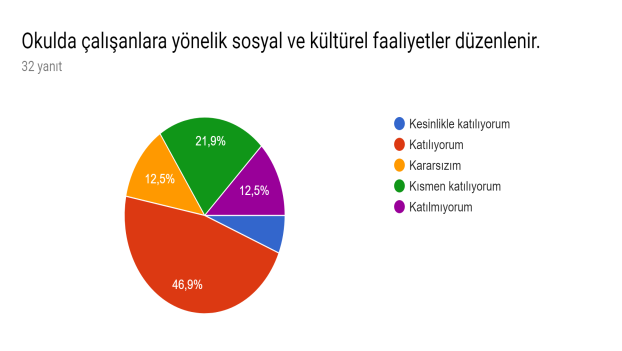 Okulda çalışanlara yönelik sosyal ve kültürel faaliyetler düzenlenir.
32 yanıt
21,9%
12,5%
12,5%
46,9%
Kesinlikle katılıyorum
Katılıyorum
Kararsızım
Kısmen katılıyorum
Katılmıyorum